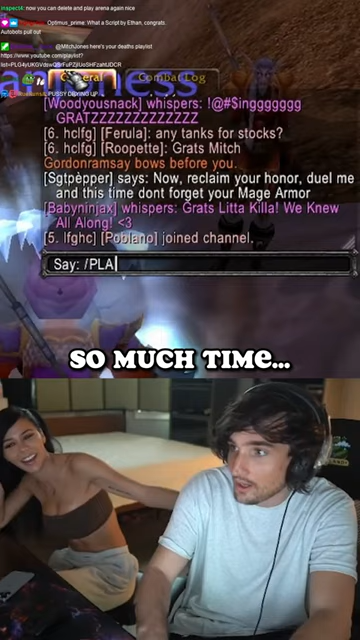 now you can delete and play arena again nice
Optimus_prime: What a Script by Ethan, congrats.
Autobots pull out
@MitchJones here's your deaths playlist
https://www.youtube.com/playlist?
General
Combat Log
[Woodyousnack] whispers: !@#$inggggggg
GRATZZZZZZZZZZZZZ
[6. hclfg] [Ferula]: any tanks for stocks?
[6. hclfg] [Roopette]: Grats Mitch
Gordonramsay bows before you.
[Sgtpèpper] says: Now, reclaim your honor, duel me
and this time dont forget your Mage Armor
[Babyninjax] whispers: Grats Litta Killa! We Knew
All Along! <3
[5. lfghc] [Poblano] joined channel.
Say: /PLA
SO MUCH TIME...